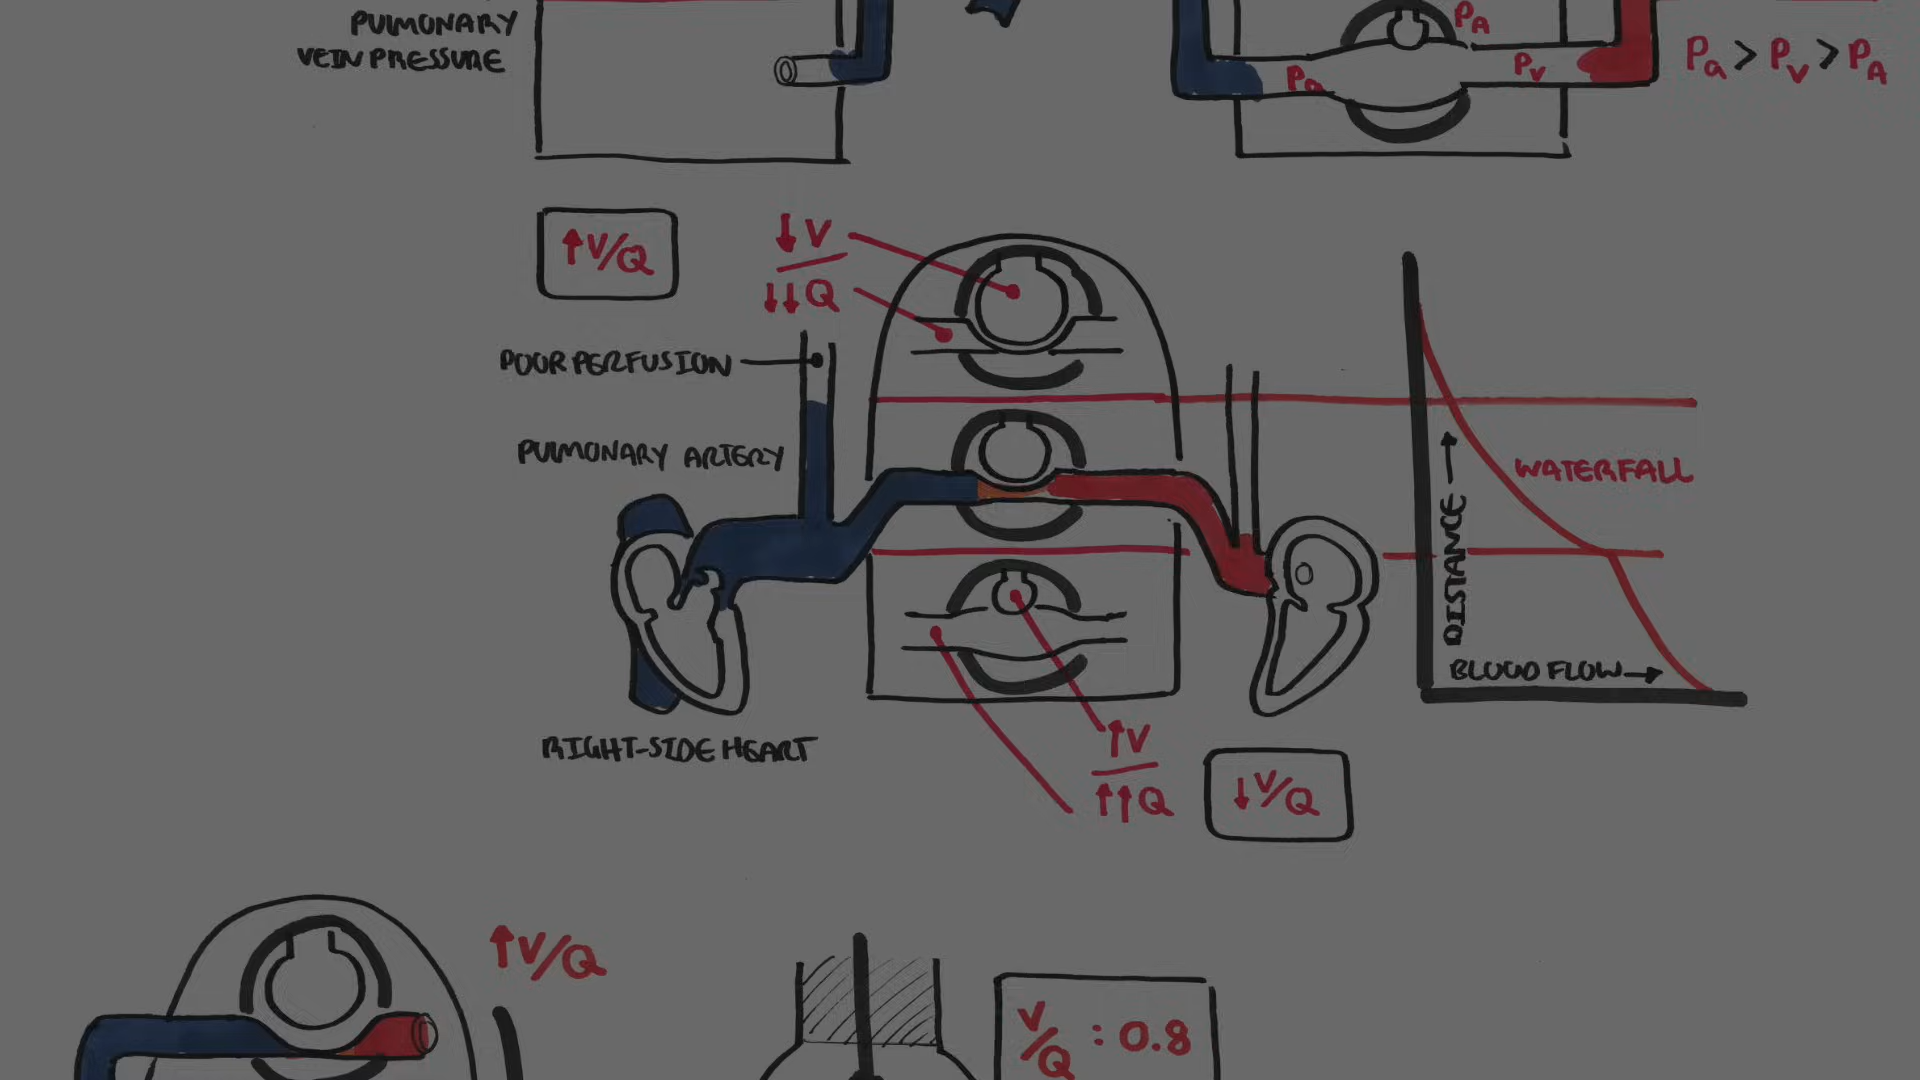 PULMONARY
VEIN PRESSURE
PA
Pa
PV
Pa > PV > PA
↑V/Q
↓V
↓↓Q
POOR PERFUSION
PULMONARY ARTERY
WATERFALL
DISTANCE →
BLOOD FLOW →
RIGHT-SIDE HEART
↑V
↑↑Q
↓V/Q
↑V/Q
V/Q : 0.8